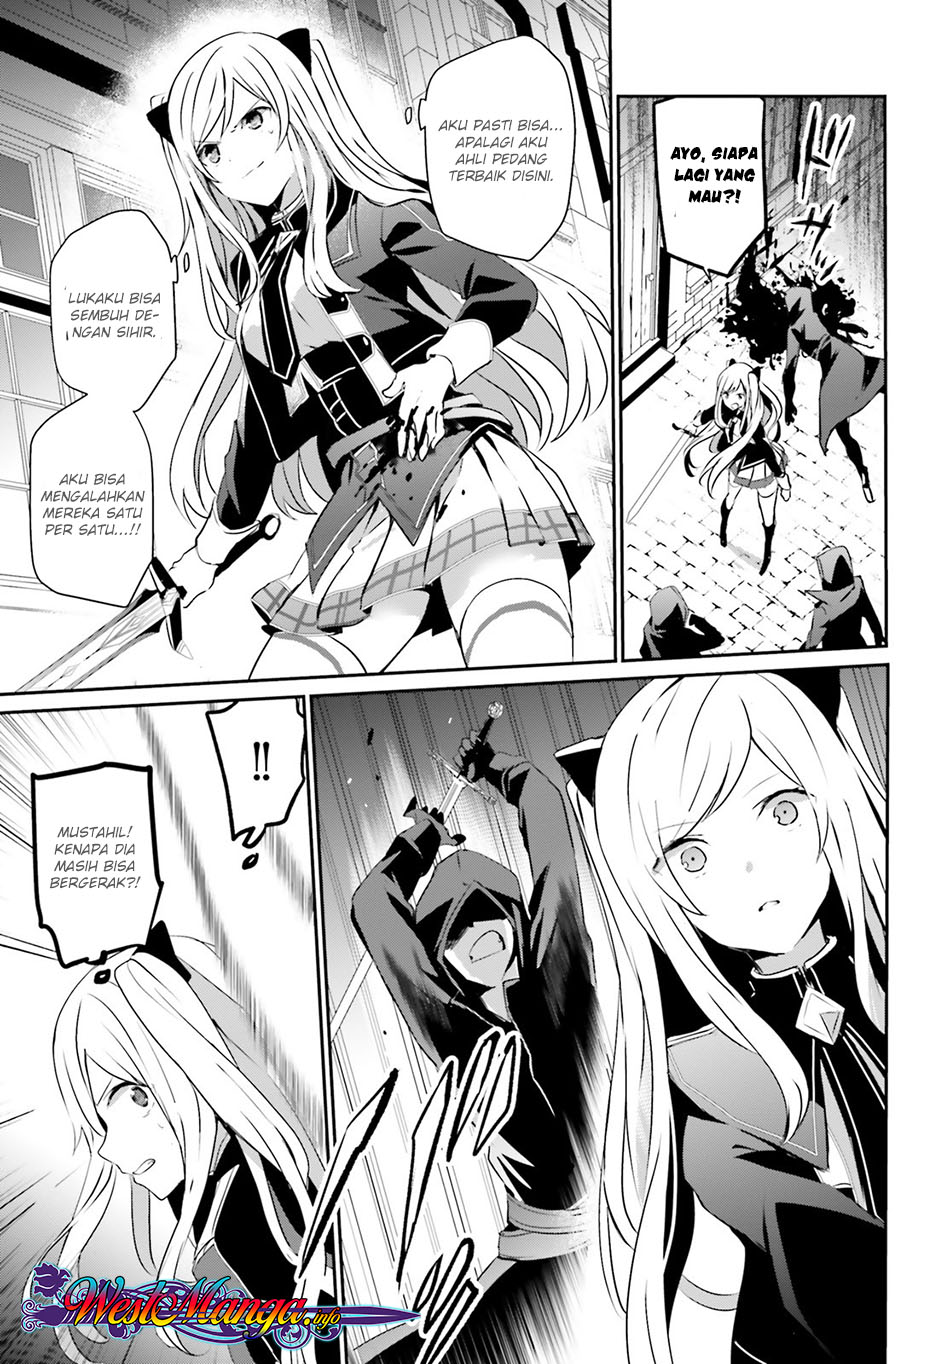 AYO, SIAPA
LAGI YANG
MAU?!
AKU PASTI BISA...
APALAGI AKU
AHLI PEDANG
TERBAIK DISINI.
LUKAKU BISA
SEMBUH DE-
NGAN SIHIR.
AKU BISA
MENGALAHKAN
MEREKA SATU
PER SATU...!!
!!
MUSTAHIL!
KENAPA DIA
MASIH BISA
BERGERAK?!
WestManga.info